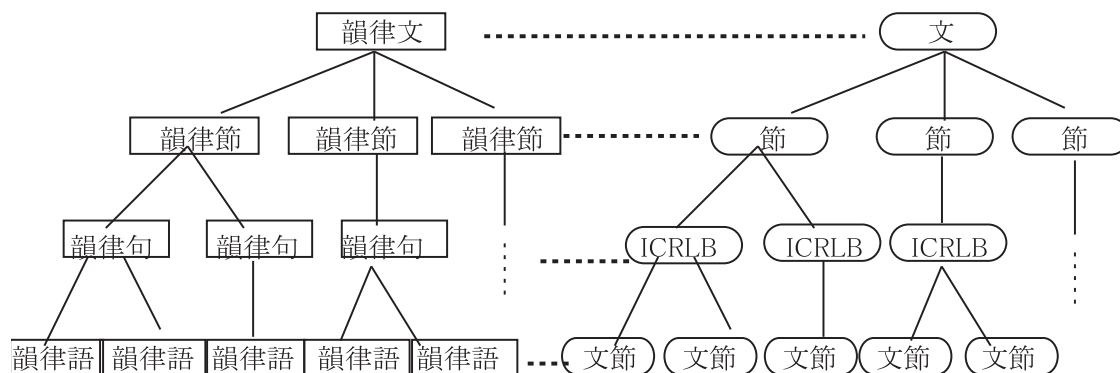 韻律文 文
韻律節 韻律節 韻律節 節 節 節
韻律句 韻律句 韻律句 ICRLB ICRLB ICRLB
韻律語 韻律語 韻律語 韻律語 韻律語 文節 文節 文節 文節 文節